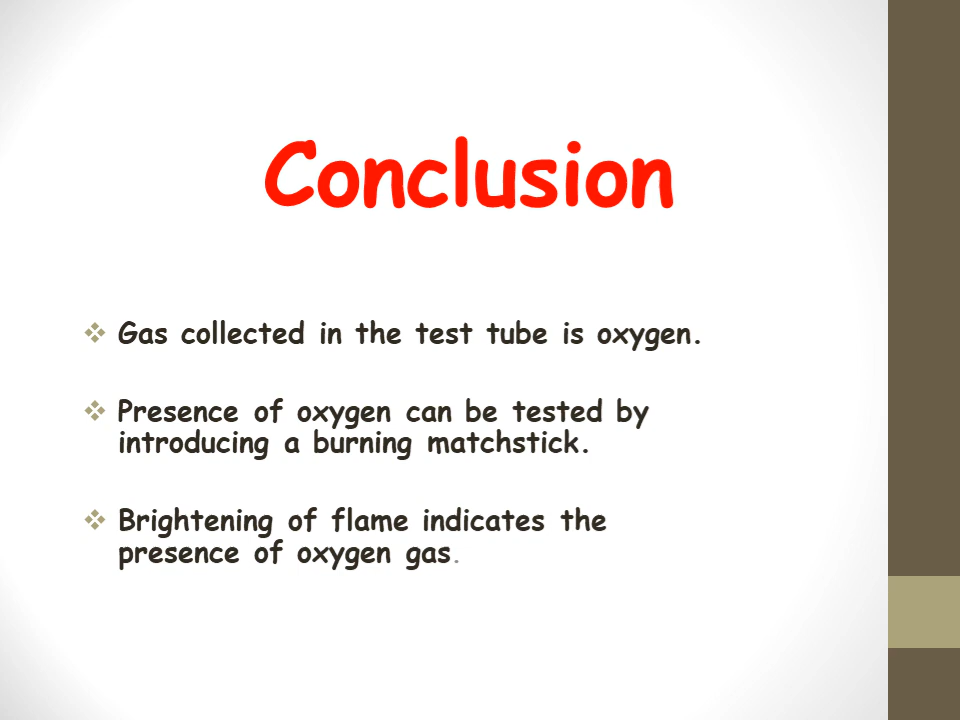 Conclusion
❖ Gas collected in the test tube is oxygen.
❖ Presence of oxygen can be tested by
introducing a burning matchstick.
❖ Brightening of flame indicates the
presence of oxygen gas.